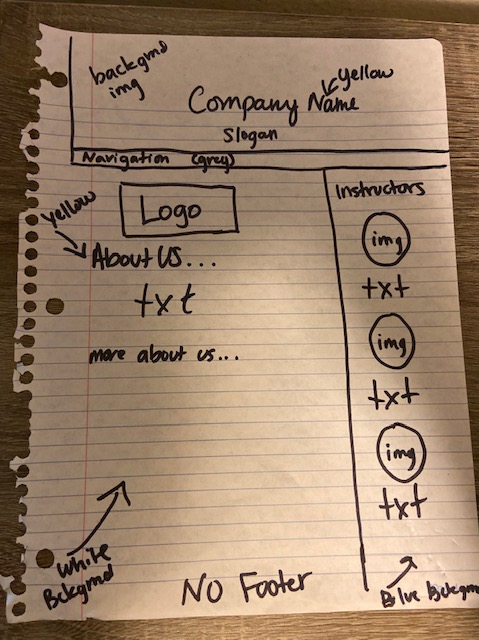 backgrnd
img
Yellow
Company Name
Slogan
Navigation (grey)
Yellow
Logo
About Us...
txt
more about us...
Instructors
img
txt
img
txt
img
txt
White
Bckgrnd
No Footer
Blue Bckgrn